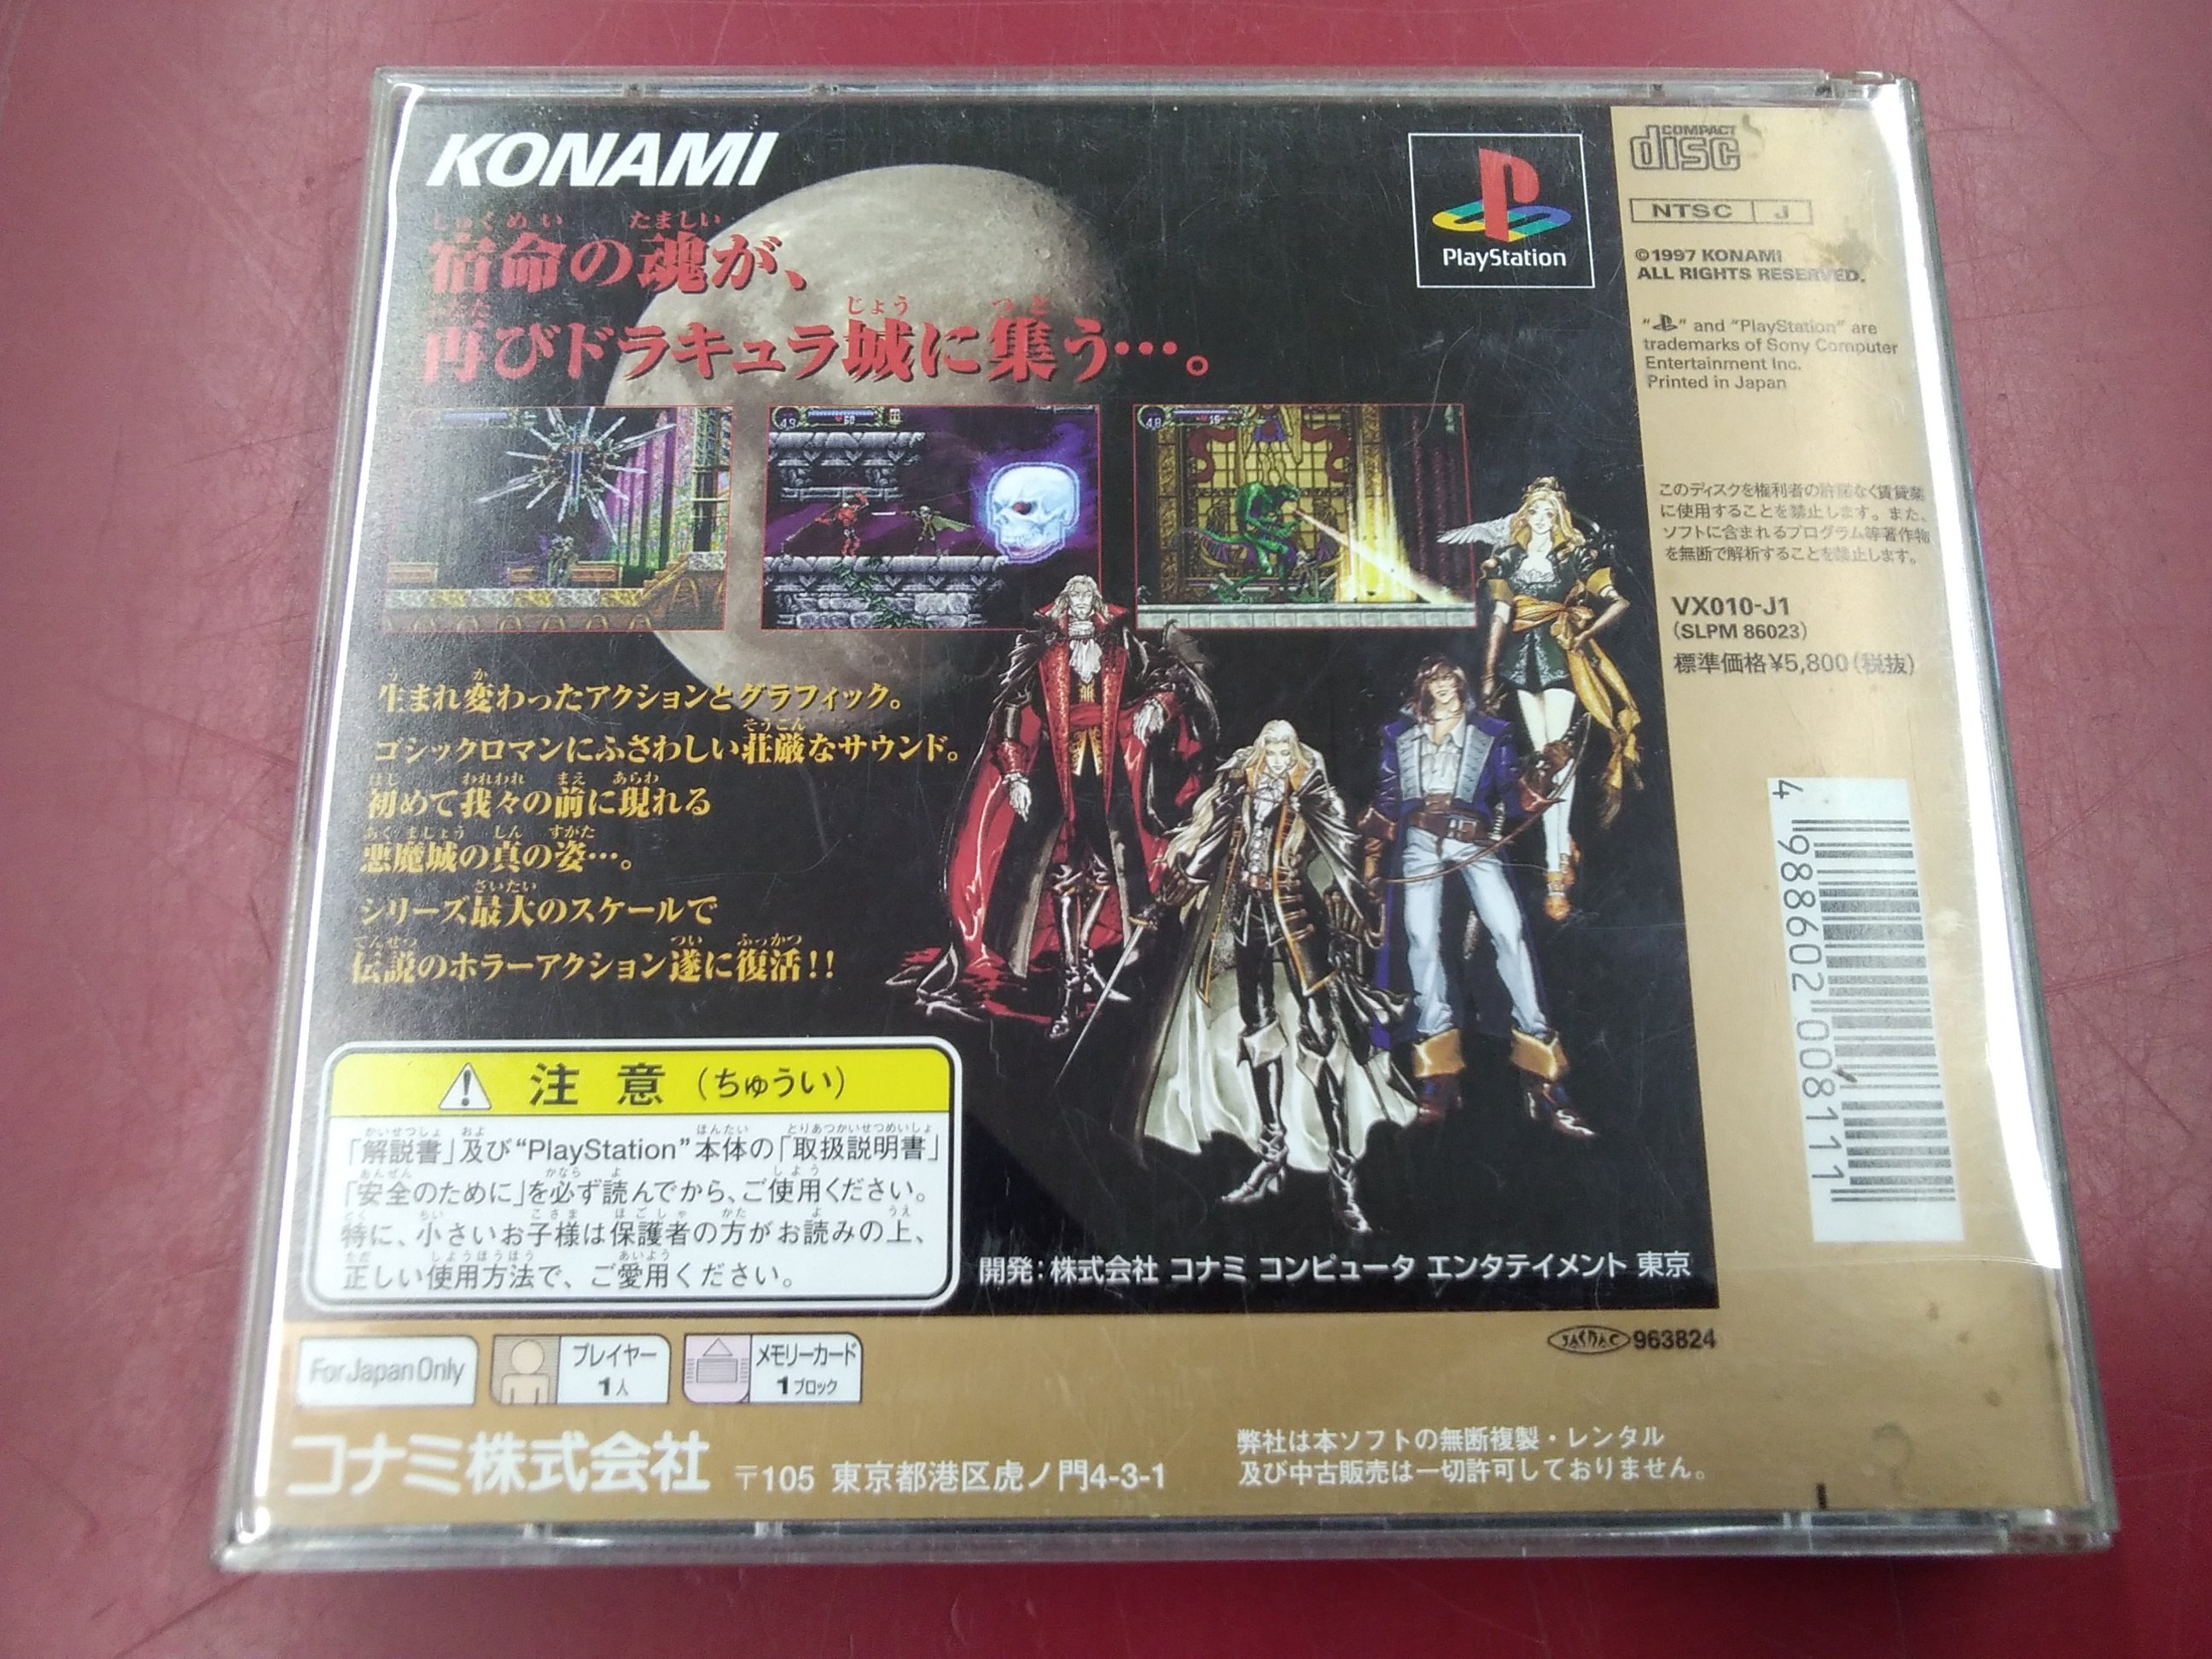 KONAMI
宿命の魂が、
再びドラキュラ城に集う…。
PlayStation
生まれ変わったアクションとグラフィック。
ゴシックロマンにふさわしい荘厳なサウンド。
初めて我々の前に現れる
悪魔城の真の姿…。
シリーズ最大のスケールで
伝説のホラーアクション遂に復活!!
注意(ちゅうい)
「解説書」及び“PlayStation”本体の「取扱説明書」
「安全のために」を必ず読んでから、ご使用ください。
特に、小さいお子様は保護者の方がお読みの上、
正しい使用方法で、ご愛用ください。
開発:株式会社 コナミ コンピュータ エンタテイメント 東京
COMPACT
disc
NTSC J
©1997 KONAMI
ALL RIGHTS RESERVED.
“ ” and “PlayStation” are
trademarks of Sony Computer
Entertainment Inc.
Printed in Japan
このディスクを権利者の許諾なく賃貸業
に使用することを禁止します。また、
ソフトに含まれるプログラム等著作物
を無断で解析することを禁止します。
VX010-J1
(SLPM 86023)
標準価格¥5,800(税抜)
4 988602 008111
JASRAC 963824
For Japan Only
プレイヤー
1人
メモリーカード
1ブロック
コナミ株式会社 〒105 東京都港区虎ノ門4-3-1
弊社は本ソフトの無断複製・レンタル
及び中古販売は一切許可しておりません。